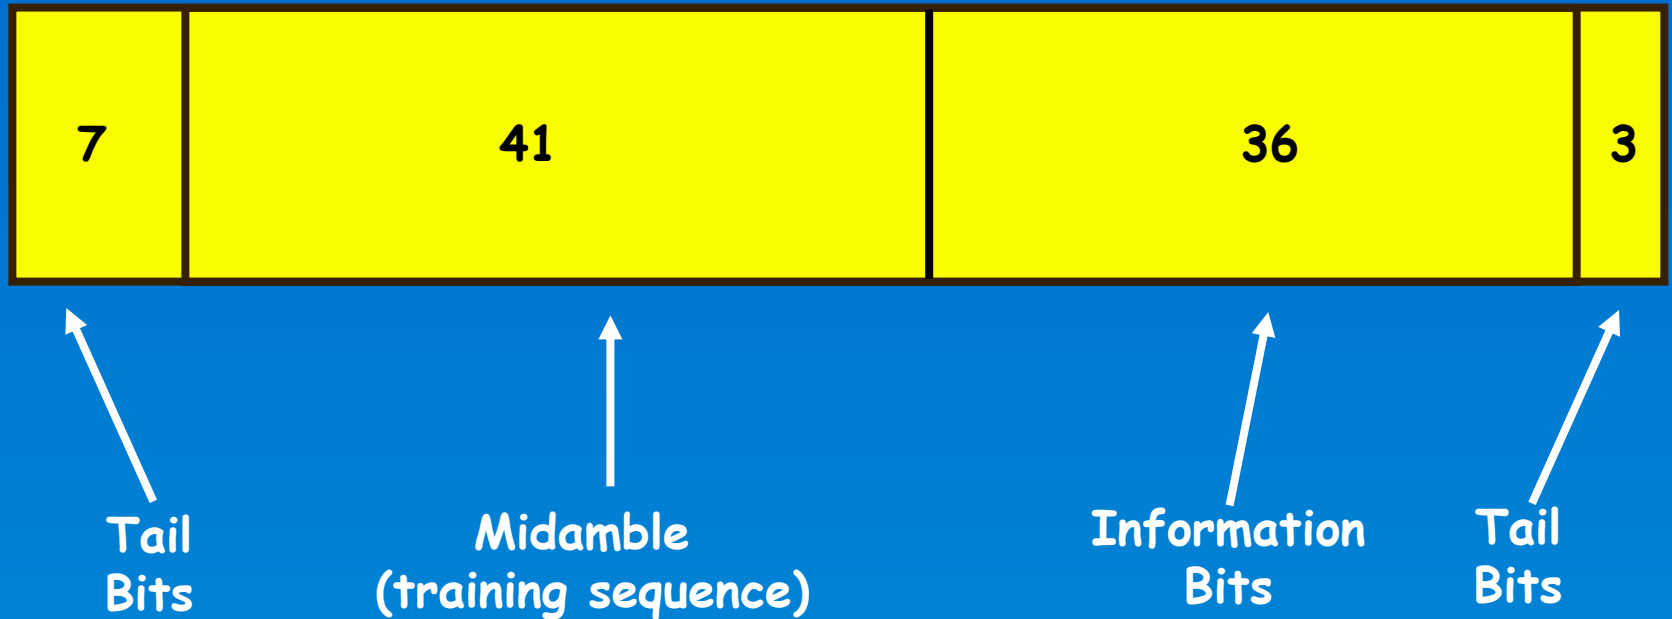 7 41 36 3
Tail Midamble Information Tail
Bits (training sequence) Bits Bits